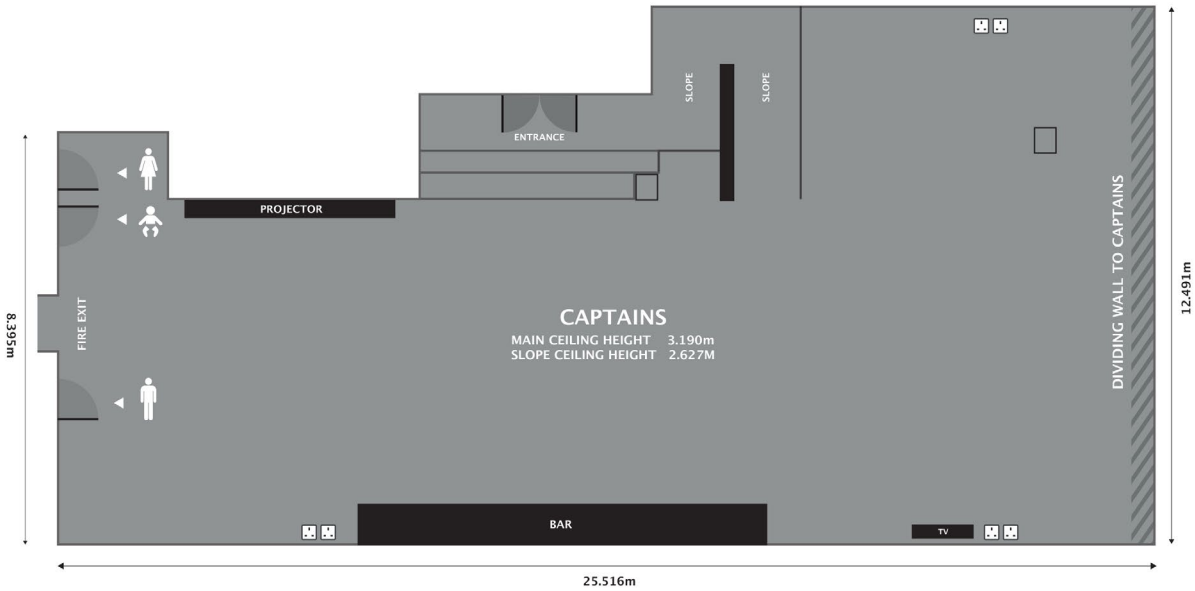 SLOPE
SLOPE
ENTRANCE
PROJECTOR
12.491m
DIVIDING WALL TO CAPTAINS
8.395m
FIRE EXIT
CAPTAINS
MAIN CEILING HEIGHT 3.190m
SLOPE CEILING HEIGHT 2.627M
BAR
TV
25.516m